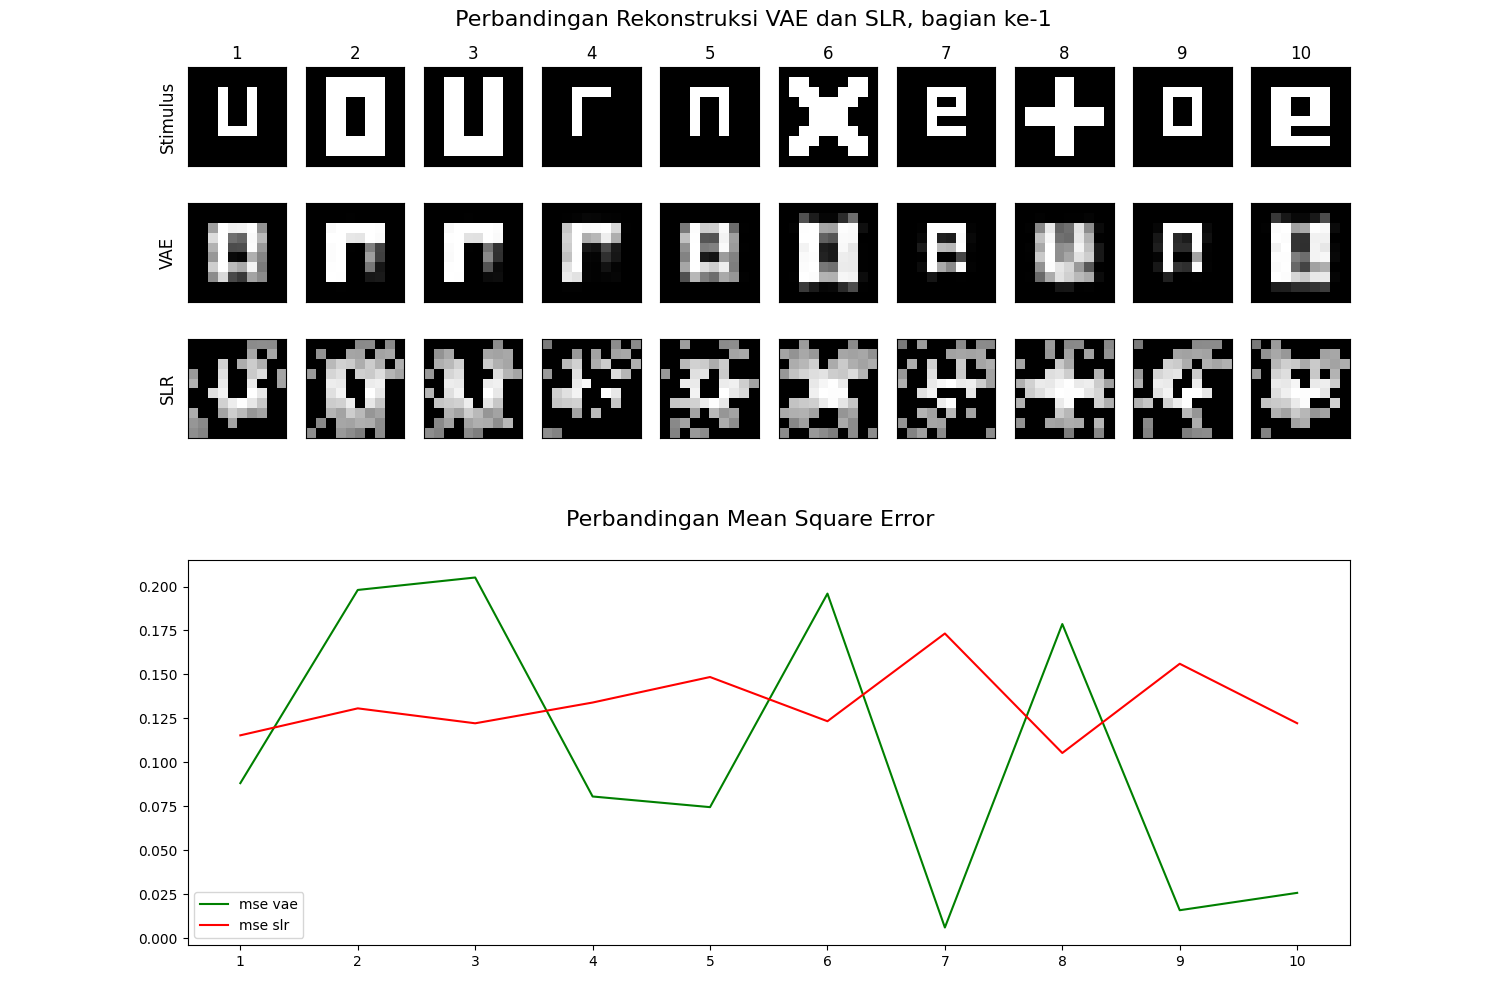 Perbandingan Rekonstruksi VAE dan SLR, bagian ke-1
1 2 3 4 5 6 7 8 9 10
Stimulus
u O U r n X e + o e
VAE
SLR
Perbandingan Mean Square Error
0.200
0.175
0.150
0.125
0.100
0.075
0.050
0.025
0.000
mse vae
mse slr
1 2 3 4 5 6 7 8 9 10